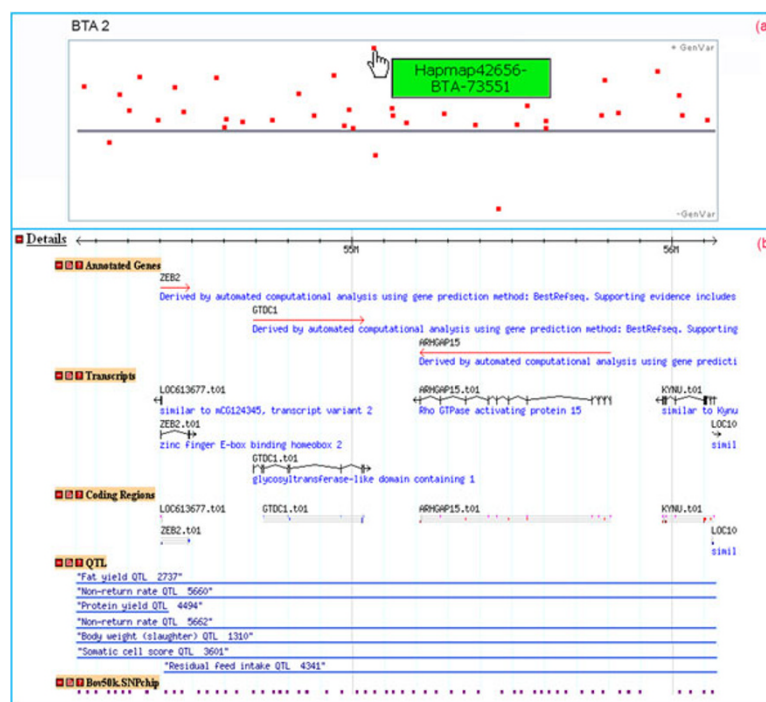 BTA 2
(a
+ GenVar
Hapmap42656-
BTA-73551
-GenVar
(b
Details
55M
56M
Annotated Genes
ZEB2
Derived by automated computational analysis using gene prediction method: BestRefseq. Supporting evidence includes
GTDC1
Derived by automated computational analysis using gene prediction method: BestRefseq. Supporting
ARHGAP15
Derived by automated computational analysis using gene predicti
Transcripts
LOC613677.t01 ARHGAP15.t01 KYNU.t01
similar to mCG124345, transcript variant 2 Rho GTPase activating protein 15 similar to Kynu
ZEB2.t01 LOC10
zinc finger E-box binding homeobox 2 simil
GTDC1.t01
glycosyltransferase-like domain containing 1
Coding Regions
LOC613677.t01 GTDC1.t01 ARHGAP15.t01 KYNU.t01
ZEB2.t01 LOC10
simil
QTL
"Fat yield QTL 2737"
"Non-return rate QTL 5660"
"Protein yield QTL 4494"
"Non-return rate QTL 5662"
"Body weight (slaughter) QTL 1310"
"Somatic cell score QTL 3601"
"Residual feed intake QTL 4341"
Bov50k.SNPchip